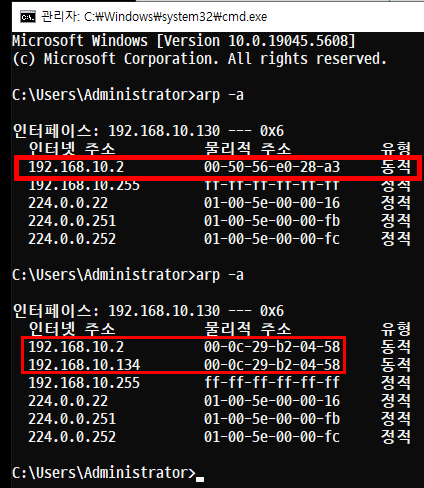 관리자: C:\Windows\system32\cmd.exe
Microsoft Windows [Version 10.0.19045.5608]
(c) Microsoft Corporation. All rights reserved.
C:\Users\Administrator>arp -a
인터페이스: 192.168.10.130 --- 0x6
인터넷 주소 물리적 주소 유형
192.168.10.2 00-50-56-e0-28-a3 동적
192.168.10.255 ff-ff-ff-ff-ff-ff 정적
224.0.0.22 01-00-5e-00-00-16 정적
224.0.0.251 01-00-5e-00-00-fb 정적
224.0.0.252 01-00-5e-00-00-fc 정적
C:\Users\Administrator>arp -a
인터페이스: 192.168.10.130 --- 0x6
인터넷 주소 물리적 주소 유형
192.168.10.2 00-0c-29-b2-04-58 동적
192.168.10.134 00-0c-29-b2-04-58 동적
192.168.10.255 ff-ff-ff-ff-ff-ff 정적
224.0.0.22 01-00-5e-00-00-16 정적
224.0.0.251 01-00-5e-00-00-fb 정적
224.0.0.252 01-00-5e-00-00-fc 정적
C:\Users\Administrator>